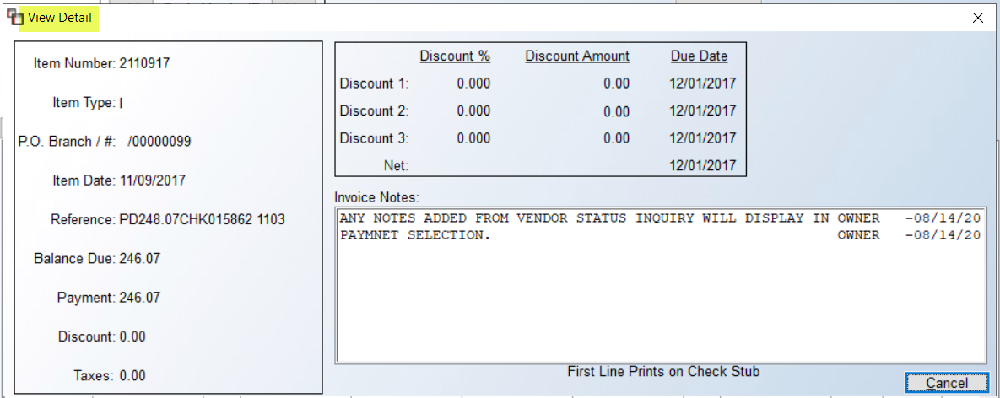 View Detail
Item Number: 2110917
Item Type: I
P.O. Branch / #: /00000099
Item Date: 11/09/2017
Reference: PD248.07CHK015862 1103
Balance Due: 246.07
Payment: 246.07
Discount: 0.00
Taxes: 0.00
Discount % Discount Amount Due Date
Discount 1: 0.000 0.00 12/01/2017
Discount 2: 0.000 0.00 12/01/2017
Discount 3: 0.000 0.00 12/01/2017
Net: 12/01/2017
Invoice Notes:
ANY NOTES ADDED FROM VENDOR STATUS INQUIRY WILL DISPLAY IN OWNER -08/14/20
PAYMNET SELECTION. OWNER -08/14/20
First Line Prints on Check Stub
Cancel